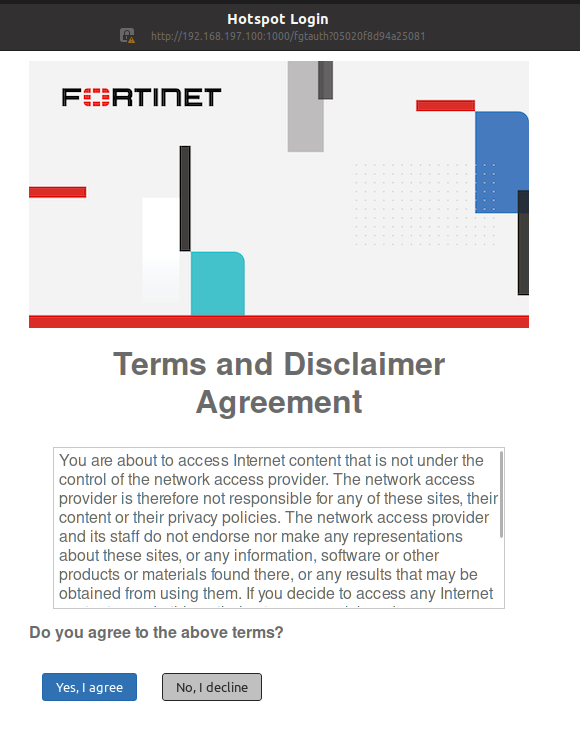 Hotspot Login
http://192.168.197.100:1000/fgtauth?05020f8d94a25081
FORTINET
Terms and Disclaimer
Agreement
You are about to access Internet content that is not under the
control of the network access provider. The network access
provider is therefore not responsible for any of these sites, their
content or their privacy policies. The network access provider
and its staff do not endorse nor make any representations
about these sites, or any information, software or other
products or materials found there, or any results that may be
obtained from using them. If you decide to access any Internet
Do you agree to the above terms?
Yes, I agree
No, I decline